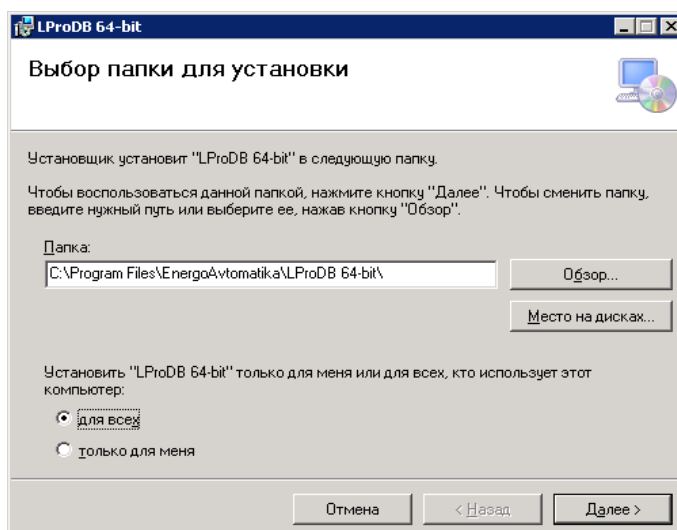 LProDB 64-bit
Выбор папки для установки
Установщик установит "LProDB 64-bit" в следующую папку.
Чтобы воспользоваться данной папкой, нажмите кнопку "Далее". Чтобы сменить папку,
введите нужный путь или выберите ее, нажав кнопку "Обзор".
Папка:
C:\Program Files\EnergoAvtomatika\LProDB 64-bit\
Обзор...
Место на дисках...
Установить "LProDB 64-bit" только для меня или для всех, кто использует этот
компьютер:
для всех
только для меня
Отмена
< Назад
Далее >